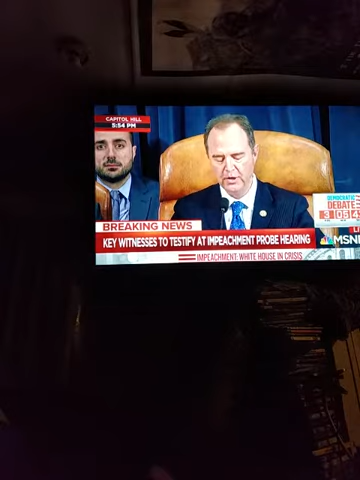 CAPITOL HILL
5:54 PM
DEMOCRATIC
DEBATE
BREAKING NEWS
KEY WITNESSES TO TESTIFY AT IMPEACHMENT PROBE HEARING
IMPEACHMENT: WHITE HOUSE IN CRISIS